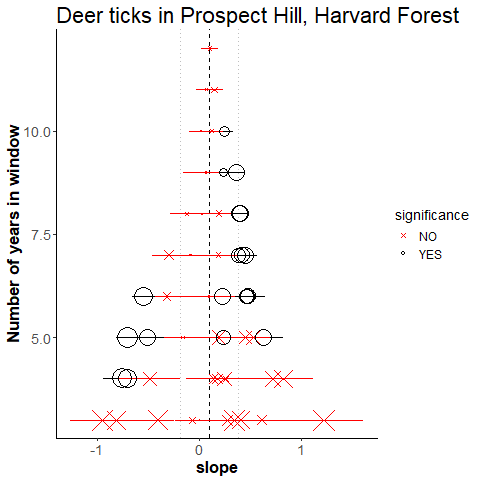 Deer ticks in Prospect Hill, Harvard Forest
Number of years in window
10.0
7.5
5.0
-1
0
1
slope
significance
NO
YES